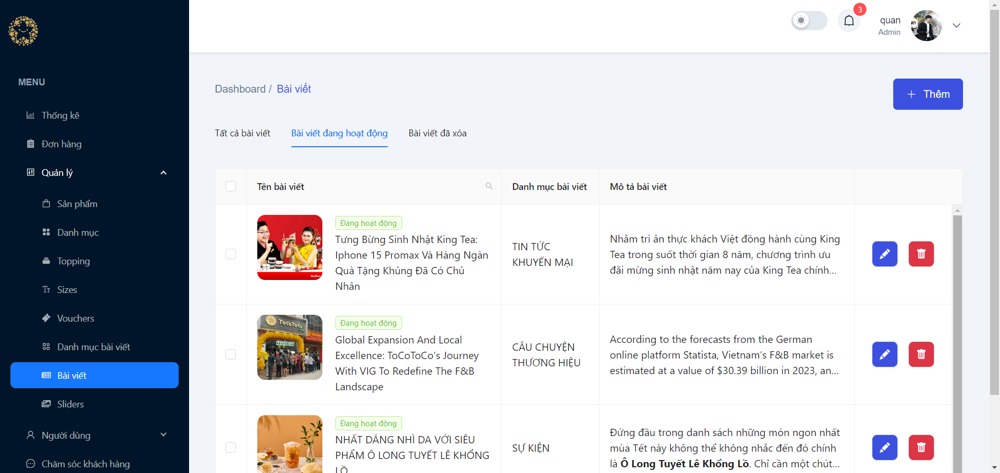 3
quan
Admin
MENU
Thống kê
Đơn hàng
Quản lý
Sản phẩm
Danh mục
Topping
Sizes
Vouchers
Danh mục bài viết
Bài viết
Sliders
Người dùng
Chăm sóc khách hàng
Dashboard / Bài viết
Thêm
Tất cả bài viết
Bài viết đang hoạt động
Bài viết đã xóa
Tên bài viết
Danh mục bài viết
Mô tả bài viết
Đang hoạt động
Tưng Bừng Sinh Nhật King Tea:
Iphone 15 Promax Và Hàng Ngàn
Quà Tặng Khủng Đã Có Chủ
Nhân
TIN TỨC
KHUYẾN MẠI
Nhằm tri ân thực khách Việt đồng hành cùng King
Tea trong suốt thời gian 8 năm, chương trình ưu
đãi mừng sinh nhật năm nay của King Tea chính...
Hotline
ToCoToCo
Đang hoạt động
Global Expansion And Local
Excellence: ToCoToCo’s Journey
With VIG To Redefine The F&B
Landscape
CÂU CHUYỆN
THƯƠNG HIỆU
According to the forecasts from the German
online platform Statista, Vietnam’s F&B market is
estimated at a value of $30.39 billion in 2023, an...
Đang hoạt động
NHẤT DÁNG NHÌ DA VỚI SIÊU
PHẨM Ô LONG TUYẾT LÊ KHỔNG
LỒ
SỰ KIỆN
Đứng đầu trong danh sách những món ngon nhất
mùa Tết này không thể không nhắc đến đó chính
là Ô Long Tuyết Lê Khổng Lồ. Chỉ cần một chút...